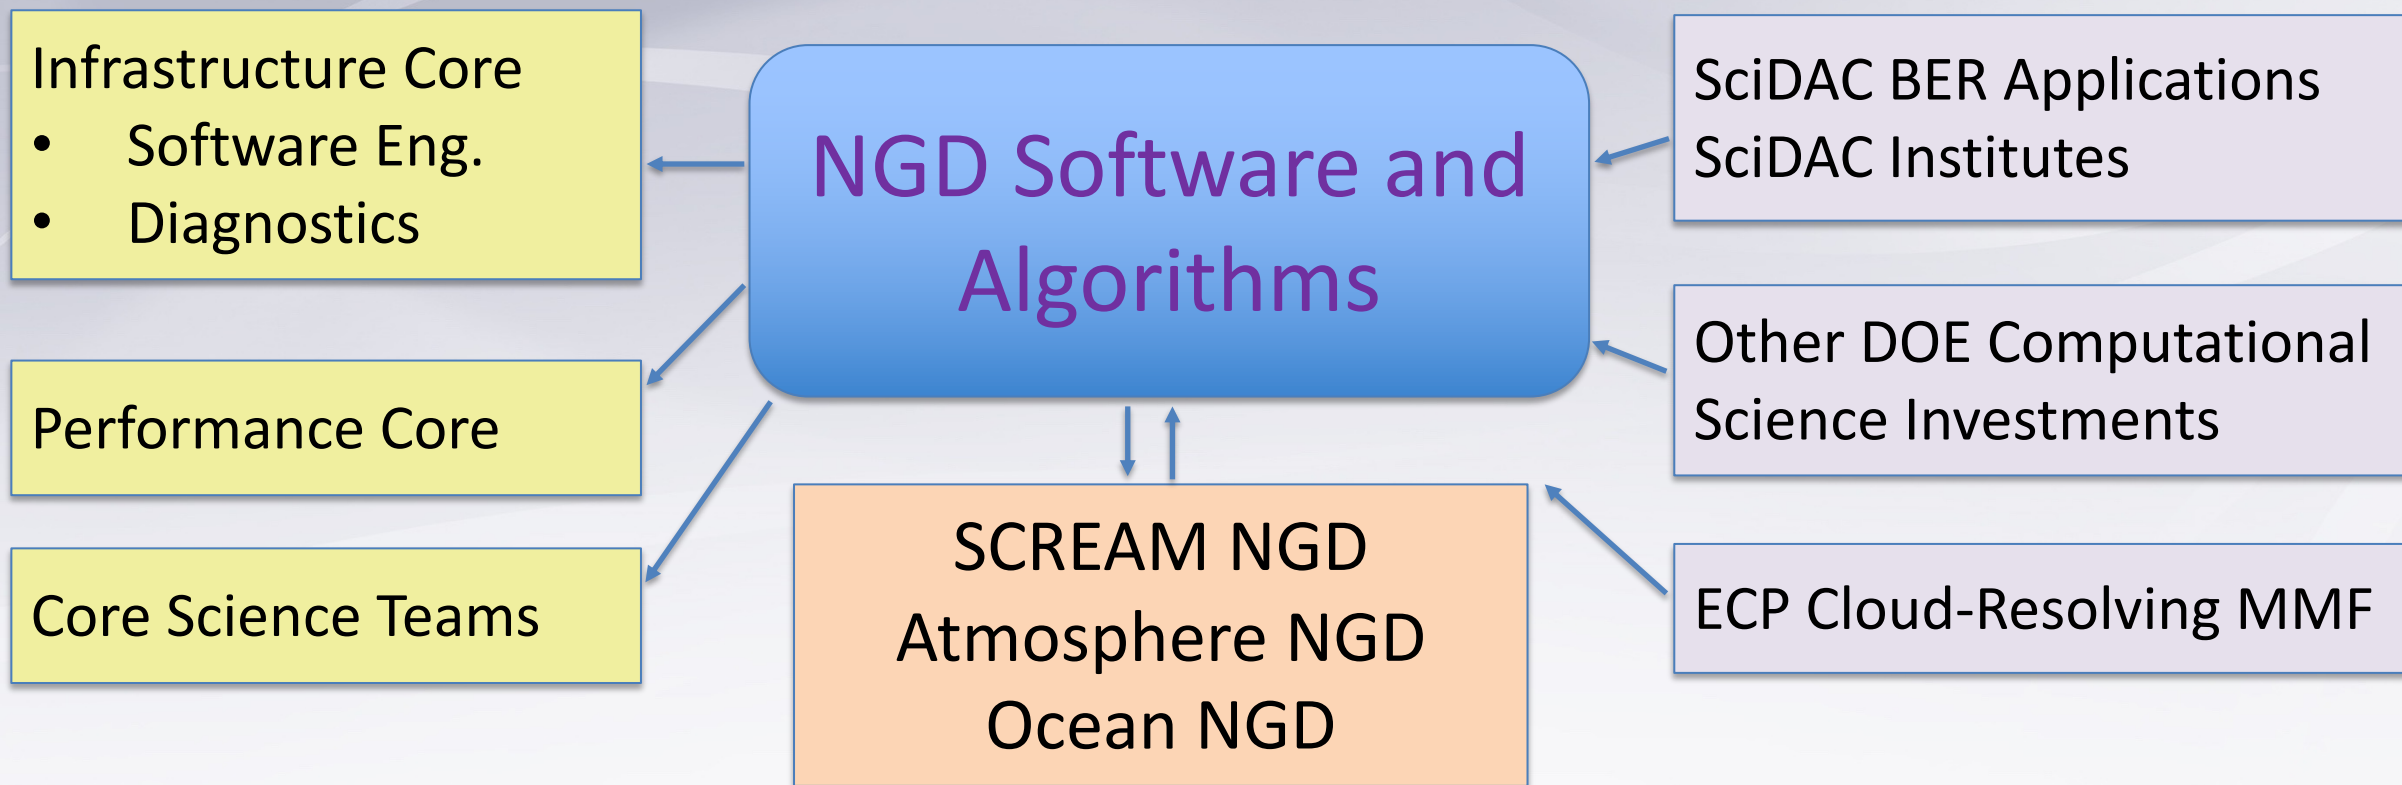 Infrastructure Core
• Software Eng.
• Diagnostics
Performance Core
Core Science Teams
NGD Software and
Algorithms
SCREAM NGD
Atmosphere NGD
Ocean NGD
SciDAC BER Applications
SciDAC Institutes
Other DOE Computational
Science Investments
ECP Cloud-Resolving MMF